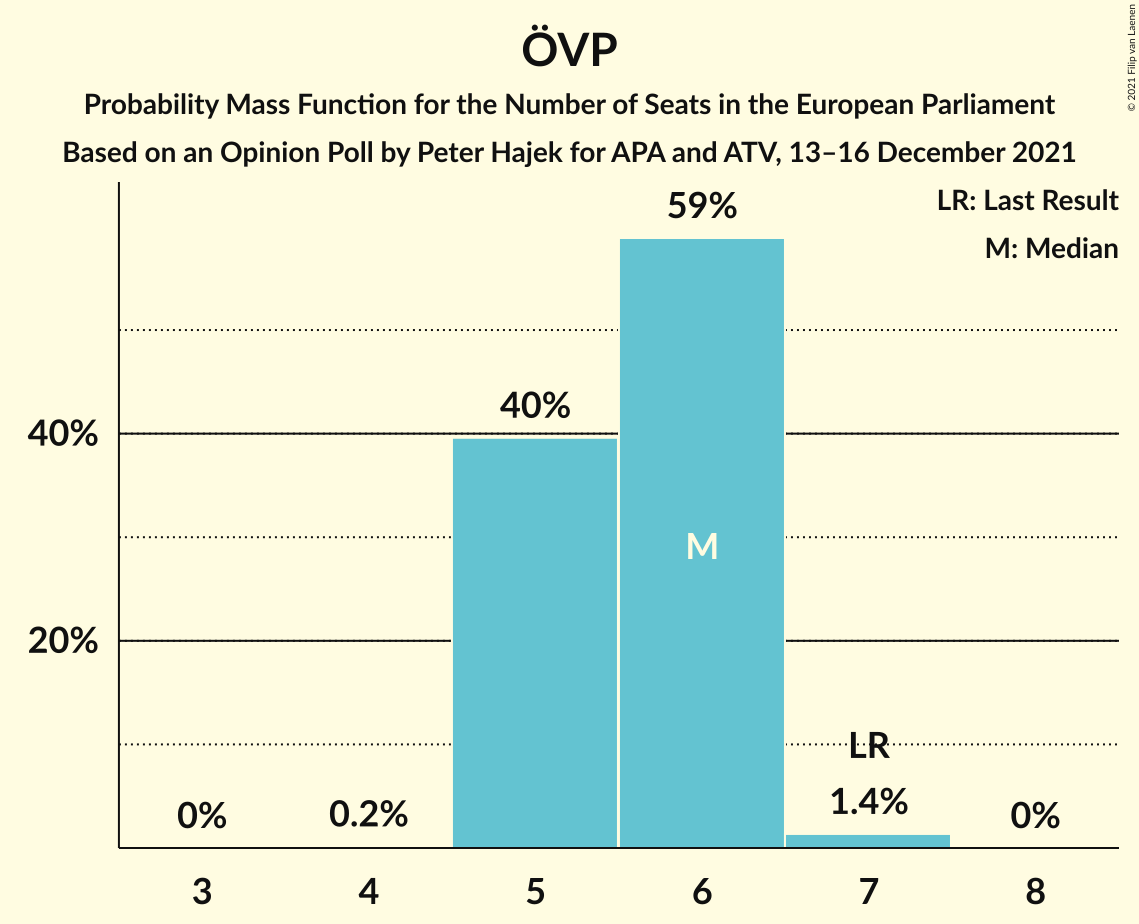 ÖVP
Probability Mass Function for the Number of Seats in the European Parliament
Based on an Opinion Poll by Peter Hajek for APA and ATV, 13–16 December 2021
© 2021 Filip van Laenen
LR: Last Result
M: Median
59%
40%
40%
M
20%
LR
0%
0.2%
1.4%
0%
3
4
5
6
7
8